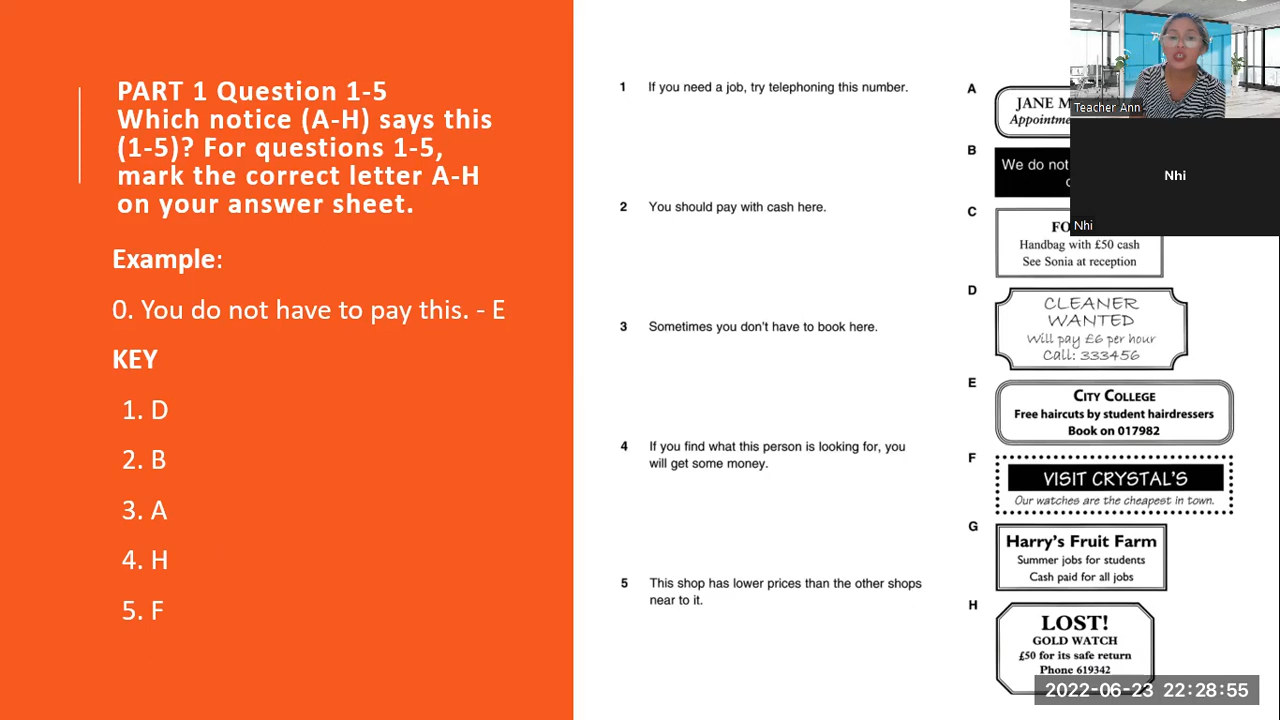 PART 1 Question 1-5
Which notice (A-H) says this
(1-5)? For questions 1-5,
mark the correct letter A-H
on your answer sheet.
Example:
0. You do not have to pay this. - E
KEY
1. D
2. B
3. A
4. H
5. F
1 If you need a job, try telephoning this number.
2 You should pay with cash here.
3 Sometimes you don't have to book here.
4 If you find what this person is looking for, you
will get some money.
5 This shop has lower prices than the other shops
near to it.
A
JANE M
B
We do not
C
Handbag with £50 cash
See Sonia at reception
D
CLEANER
WANTED
Will pay £6 per hour
Call: 333456
E
CITY COLLEGE
Free haircuts by student hairdressers
Book on 017982
F
VISIT CRYSTAL'S
Our watches are the cheapest in town.
G
Harry's Fruit Farm
Summer jobs for students
Cash paid for all jobs
H
LOST!
GOLD WATCH
£50 for its safe return
Phone 619342
Teacher Ann
Nhi
Nhi
2022-06-23 22:28:55